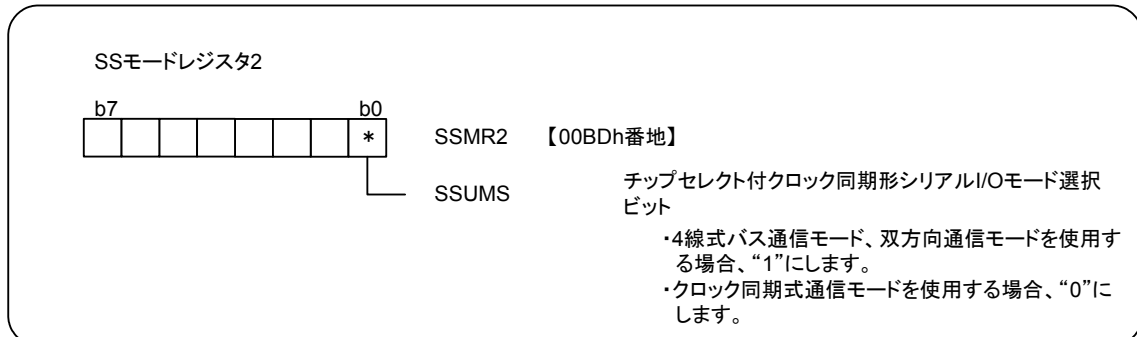 SSモードレジスタ2
b7 b0
* SSMR2 【00BDh番地】
SSUMS チップセレクト付クロック同期形シリアルI/Oモード選択
ビット
・4線式バス通信モード、双方向通信モードを使用す
る場合、“1”にします。
・クロック同期式通信モードを使用する場合、“0”に
します。